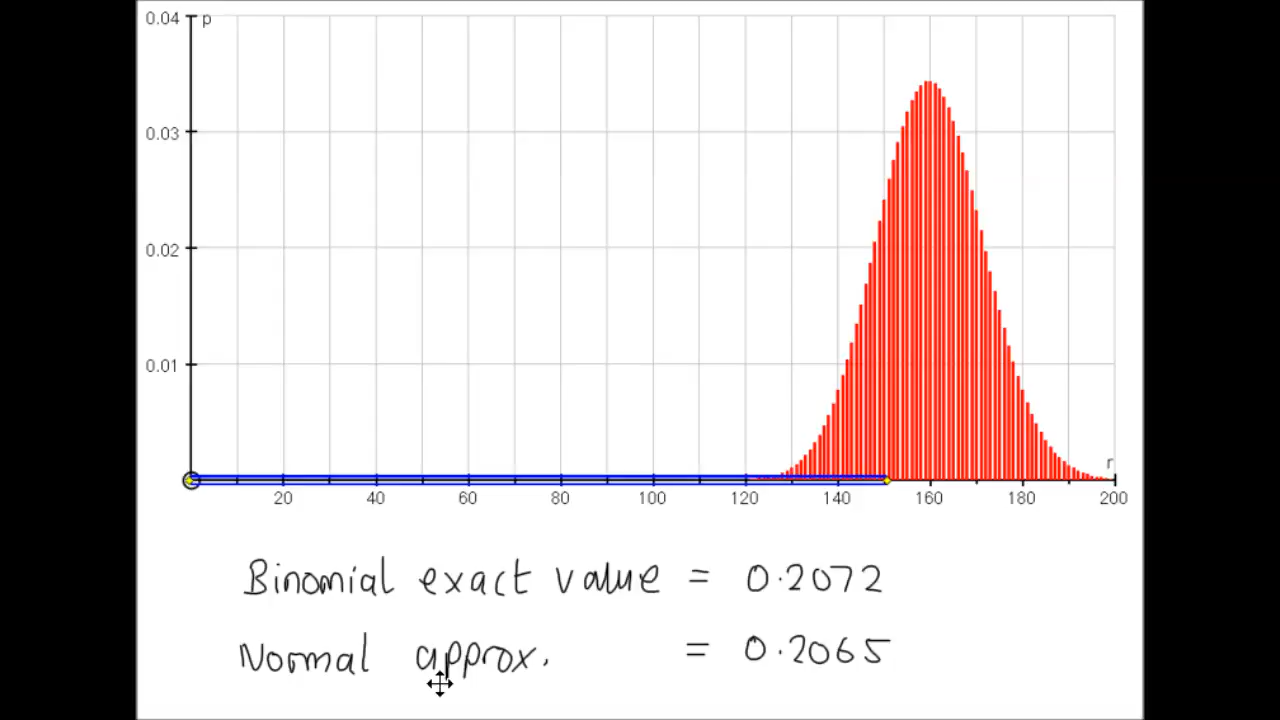 0.04 p
0.03
0.02
0.01
r
20 40 60 80 100 120 140 160 180 200
Binomial exact value = 0.2072
Normal approx. = 0.2065